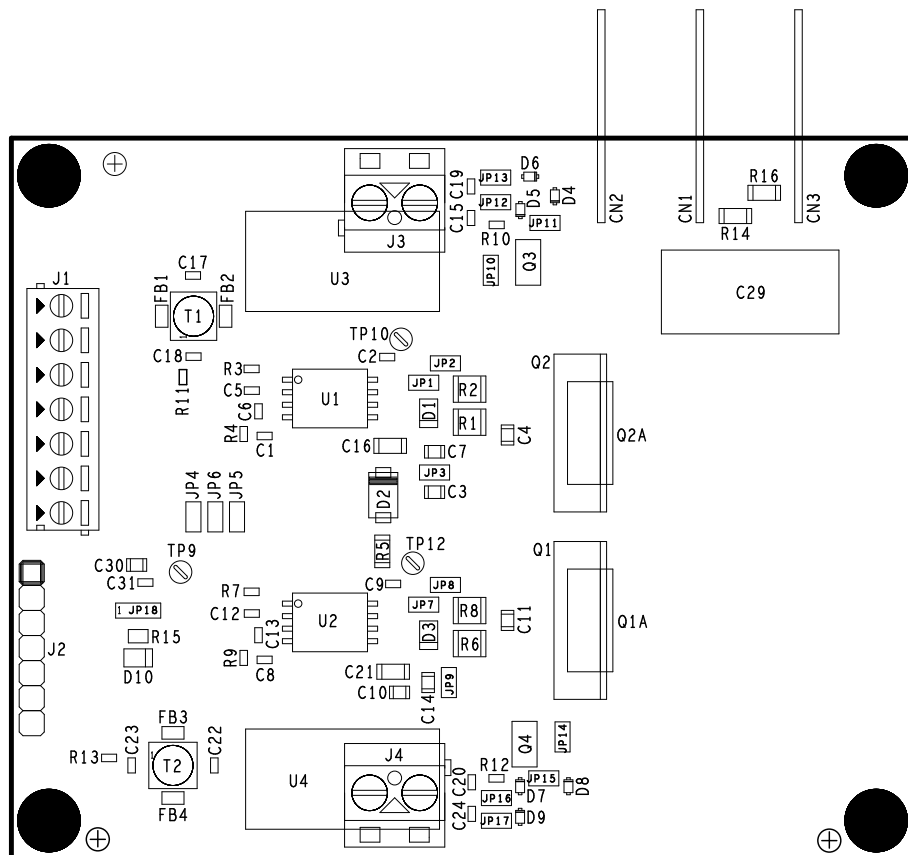 D6
R16
C19
JP13
D5
D4
CN2
CN1
CN3
C15
JP12
JP11
R14
J3
R10
C17
U3
JP10
Q3
C29
J1
FB1
FB2
T1
TP10
C18
C2
JP2
Q2
R11
R3
JP1
R2
C5
U1
D1
C6
R1
C4
Q2A
R4
C1
C16
C7
JP3
JP4
JP6
JP5
D2
C3
TP9
R5
TP12
Q1
C30
C31
R7
C9
JP8
1 JP18
C12
JP7
R8
C11
Q1A
R15
C13
U2
D3
R6
J2
R9
C8
D10
C21
C10
C14
JP9
FB3
C23
C22
J4
Q4
JP14
R13
1
T2
U4
C20
R12
JP15
D8
FB4
JP16
D7
C24
JP17
D9